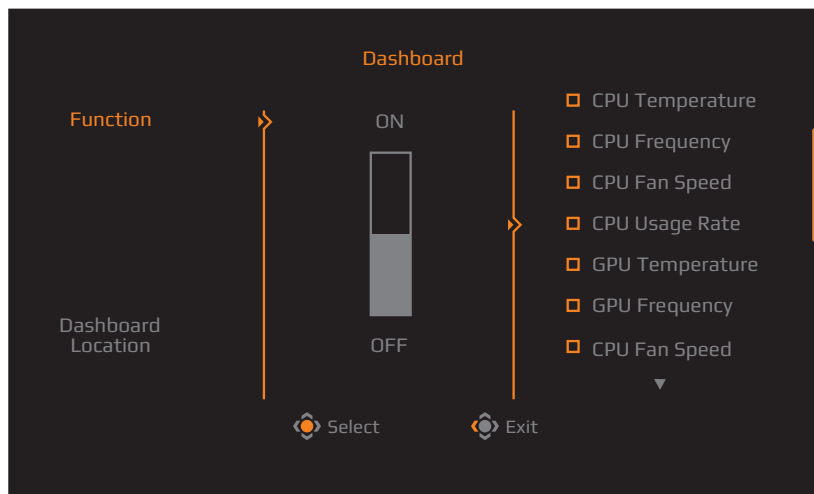 Dashboard
Function
ON
OFF
Dashboard
Location
CPU Temperature
CPU Frequency
CPU Fan Speed
CPU Usage Rate
GPU Temperature
GPU Frequency
CPU Fan Speed
Select
Exit